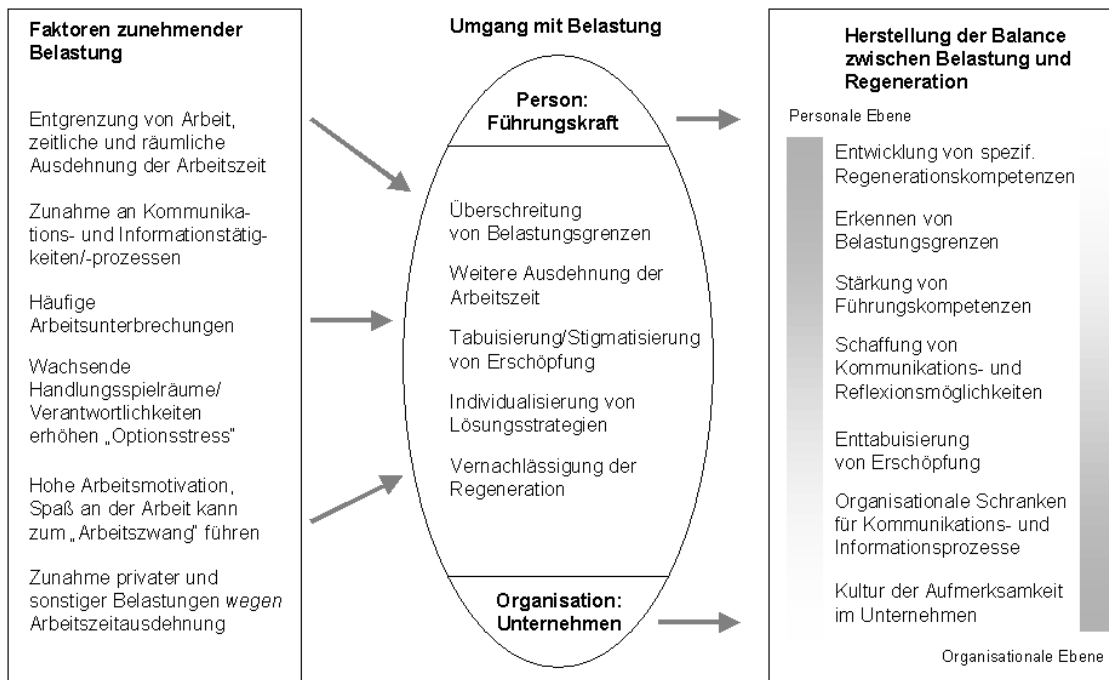 Faktoren zunehmender
Belastung
Entgrenzung von Arbeit,
zeitliche und räumliche
Ausdehnung der Arbeitszeit
Zunahme an Kommunika-
tions- und Informationstätig-
keiten/-prozessen
Häufige
Arbeitsunterbrechungen
Wachsende
Handlungsspielräume/
Verantwortlichkeiten
erhöhen „Optionsstress"
Hohe Arbeitsmotivation,
Spaß an der Arbeit kann
zum „Arbeitszwang" führen
Zunahme privater und
sonstiger Belastungen wegen
Arbeitszeitausdehnung
Umgang mit Belastung
Person:
Führungskraft
Überschreitung
von Belastungsgrenzen
Weitere Ausdehnung der
Arbeitszeit
Tabuisierung/Stigmatisierung
von Erschöpfung
Individualisierung von
Lösungsstrategien
Vernachlässigung der
Regeneration
Organisation:
Unternehmen
Herstellung der Balance
zwischen Belastung und
Regeneration
Personale Ebene
Entwicklung von spezif.
Regenerationskompetenzen
Erkennen von
Belastungsgrenzen
Stärkung von
Führungskompetenzen
Schaffung von
Kommunikations- und
Reflexionsmöglichkeiten
Enttabuisierung
von Erschöpfung
Organisationale Schranken
für Kommunikations- und
Informationsprozesse
Kultur der Aufmerksamkeit
im Unternehmen
Organisationale Ebene